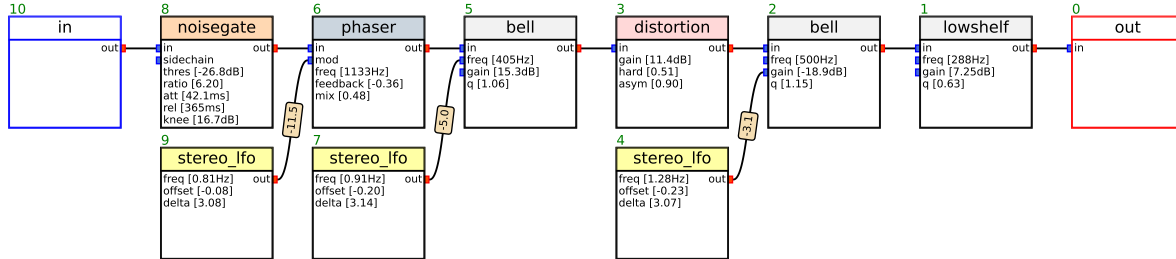 10
in
out
8
noisegate
in out
sidechain
thres [-26.8dB]
ratio [6.20]
att [42.1ms]
rel [365ms]
knee [16.7dB]
-11.5
9
stereo_lfo
freq [0.81Hz] out
offset [-0.08]
delta [3.08]
6
phaser
in out
mod
freq [1133Hz]
feedback [-0.36]
mix [0.48]
-5.0
7
stereo_lfo
freq [0.91Hz] out
offset [-0.20]
delta [3.14]
5
bell
in out
freq [405Hz]
gain [15.3dB]
q [1.06]
3
distortion
in out
gain [11.4dB]
hard [0.51]
asym [0.90]
-3.1
4
stereo_lfo
freq [1.28Hz] out
offset [-0.23]
delta [3.07]
2
bell
in out
freq [500Hz]
gain [-18.9dB]
q [1.15]
1
lowshelf
in out
freq [288Hz]
gain [7.25dB]
q [0.63]
0
out
in